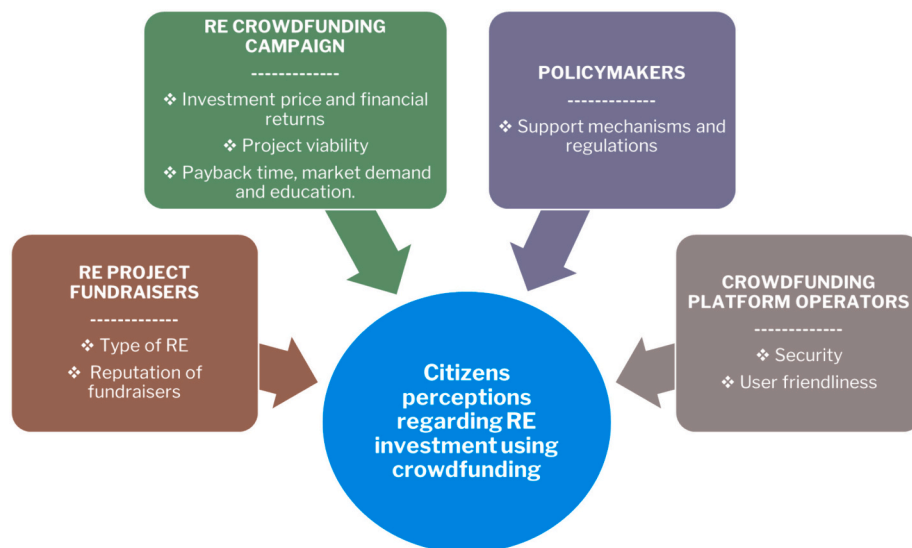 RE CROWDFUNDING
CAMPAIGN
-------------
❖ Investment price and financial
returns
❖ Project viability
❖ Payback time, market demand
and education.
POLICYMAKERS
-------------
❖ Support mechanisms and
regulations
RE PROJECT
FUNDRAISERS
-------------
❖ Type of RE
❖ Reputation of
fundraisers
CROWDFUNDING
PLATFORM OPERATORS
-------------
❖ Security
❖ User friendliness
Citizens
perceptions
regarding RE
investment using
crowdfunding